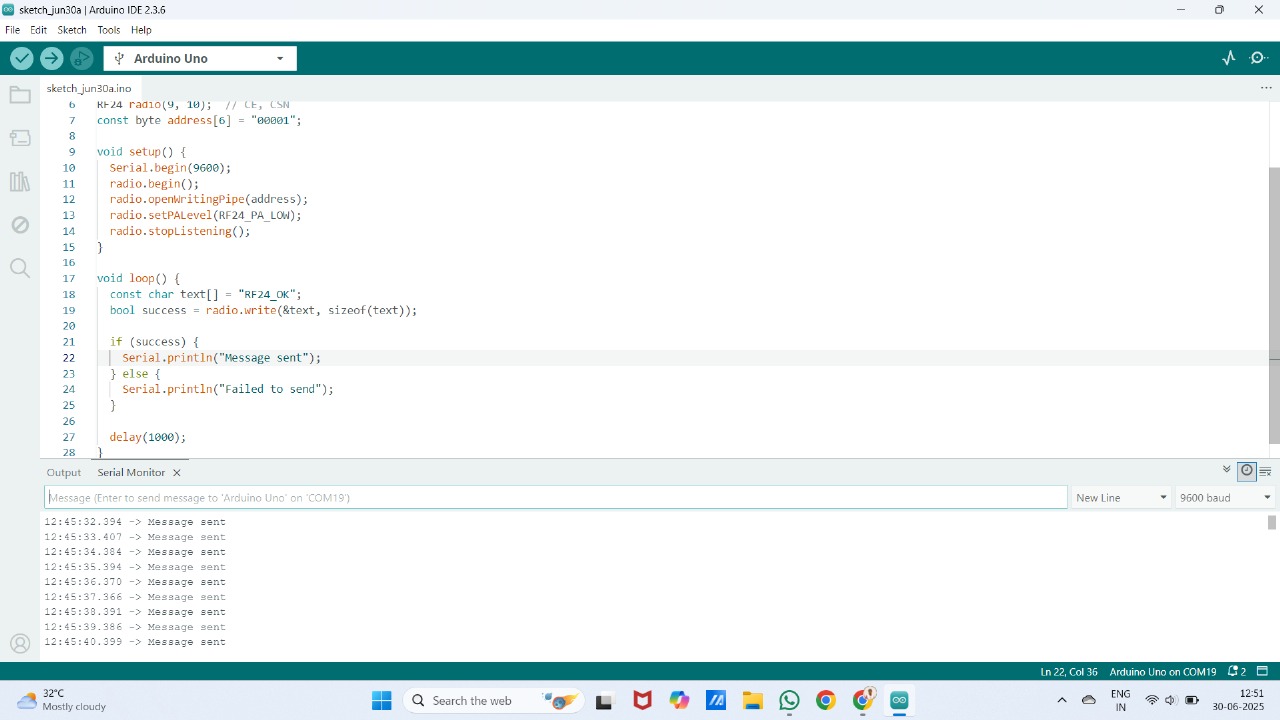 sketch_jun30a | Arduino IDE 2.3.6
File Edit Sketch Tools Help
Arduino Uno
sketch_jun30a.ino
6 RF24 radio(9, 10); // CE, CSN
7 const byte address[6] = "00001";
8
9 void setup() {
10 Serial.begin(9600);
11 radio.begin();
12 radio.openWritingPipe(address);
13 radio.setPALevel(RF24_PA_LOW);
14 radio.stopListening();
15 }
16
17 void loop() {
18 const char text[] = "RF24_OK";
19 bool success = radio.write(&text, sizeof(text));
20
21 if (success) {
22 Serial.println("Message sent");
23 } else {
24 Serial.println("Failed to send");
25 }
26
27 delay(1000);
28 }
Output Serial Monitor
Message (Enter to send message to 'Arduino Uno' on 'COM19') New Line 9600 baud
12:45:32.394 -> Message sent
12:45:33.407 -> Message sent
12:45:34.384 -> Message sent
12:45:35.394 -> Message sent
12:45:36.370 -> Message sent
12:45:37.366 -> Message sent
12:45:38.391 -> Message sent
12:45:39.386 -> Message sent
12:45:40.399 -> Message sent
Ln 22, Col 36 Arduino Uno on COM19 2
32°C
Mostly cloudy
Search the web
ENG
IN
12:51
30-06-2025